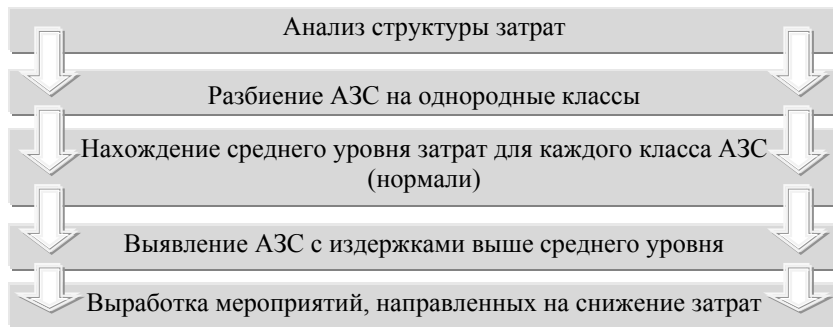 Анализ структуры затрат
Разбиение АЗС на однородные классы
Нахождение среднего уровня затрат для каждого класса АЗС
(нормали)
Выявление АЗС с издержками выше среднего уровня
Выработка мероприятий, направленных на снижение затрат